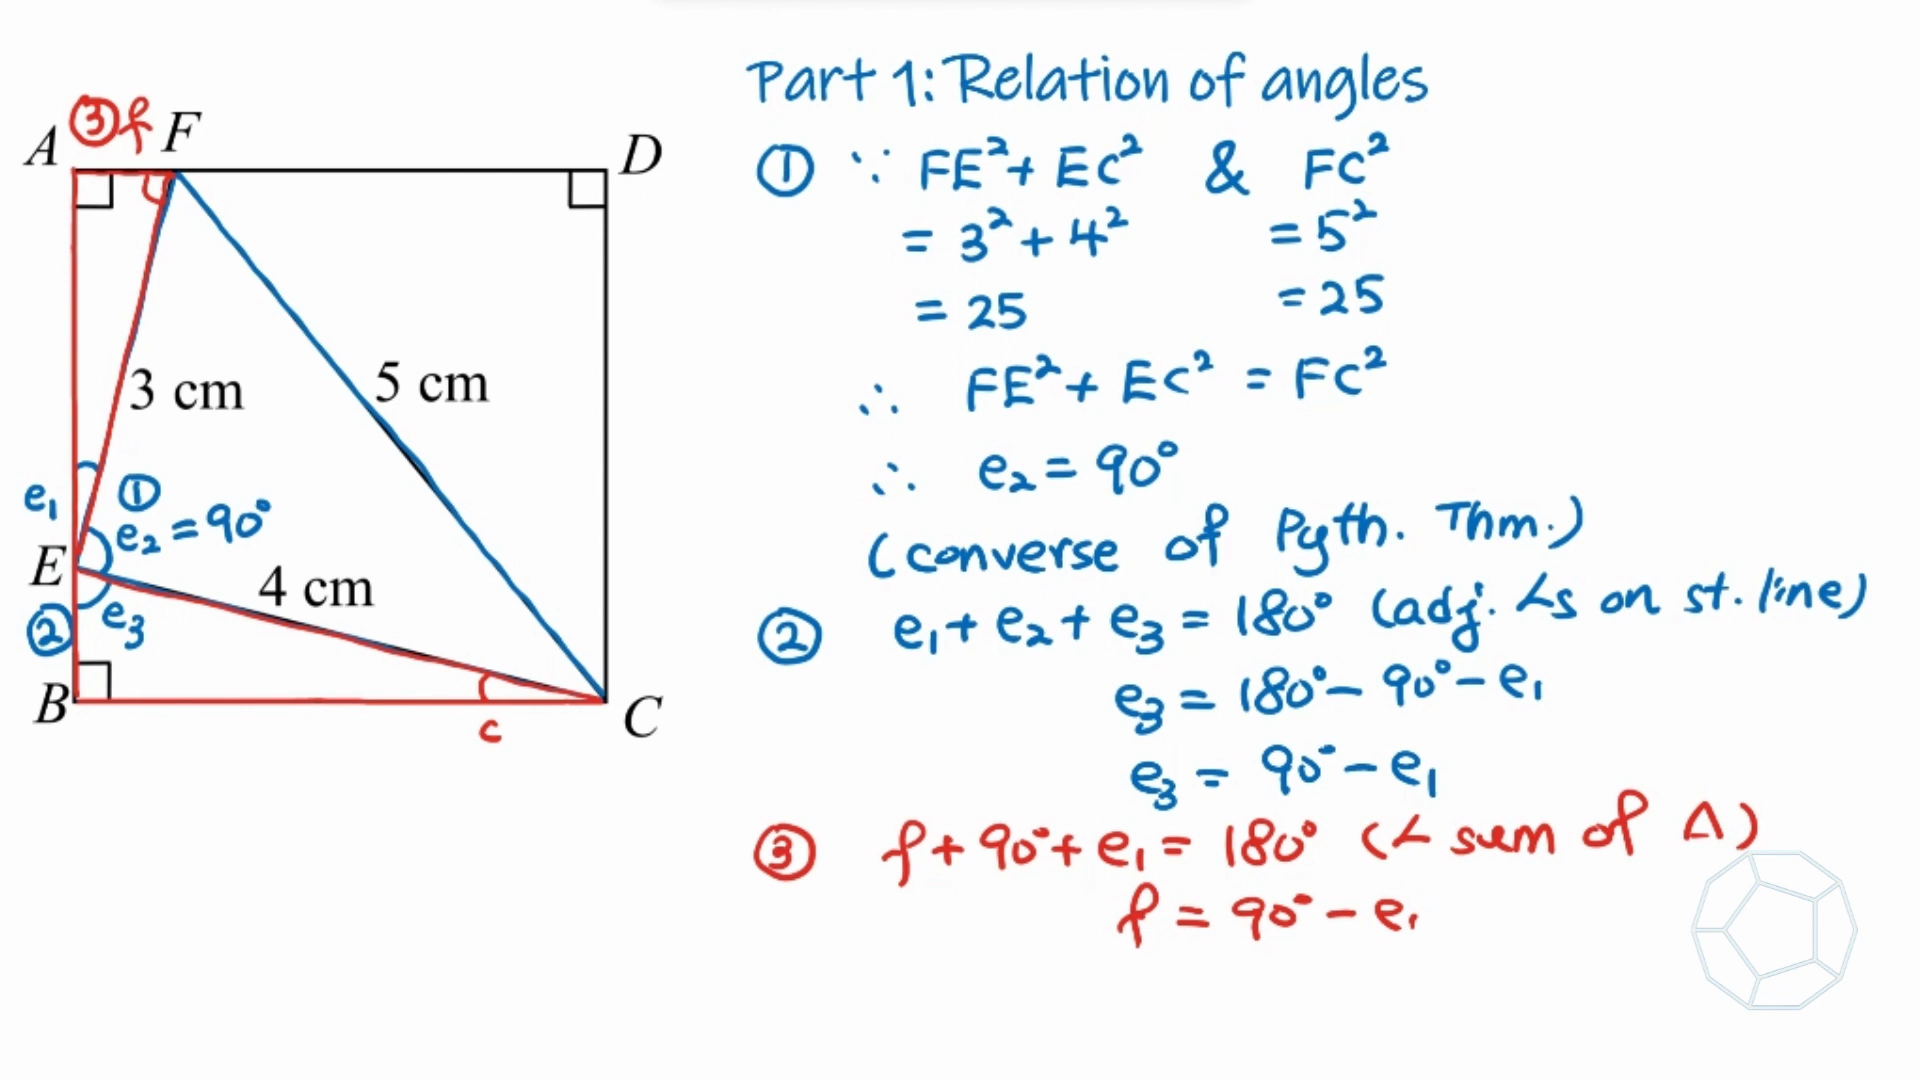 Part 1: Relation of angles
① ∵ FE²+ EC² & FC²
= 3² + 4² = 5²
= 25 = 25
∴ FE² + EC² = FC²
∴ e₂ = 90°
(converse of Pyth. Thm.)
② e₁ + e₂ + e₃ = 180° (adj. ∠s on st. line)
e₃ = 180° − 90° − e₁
e₃ = 90° − e₁
③ f + 90° + e₁ = 180° (∠ sum of Δ)
f = 90° − e₁
A ③ f F D
3 cm 5 cm
e₁ ①
e₂ = 90°
E 4 cm
② e₃
B C
c